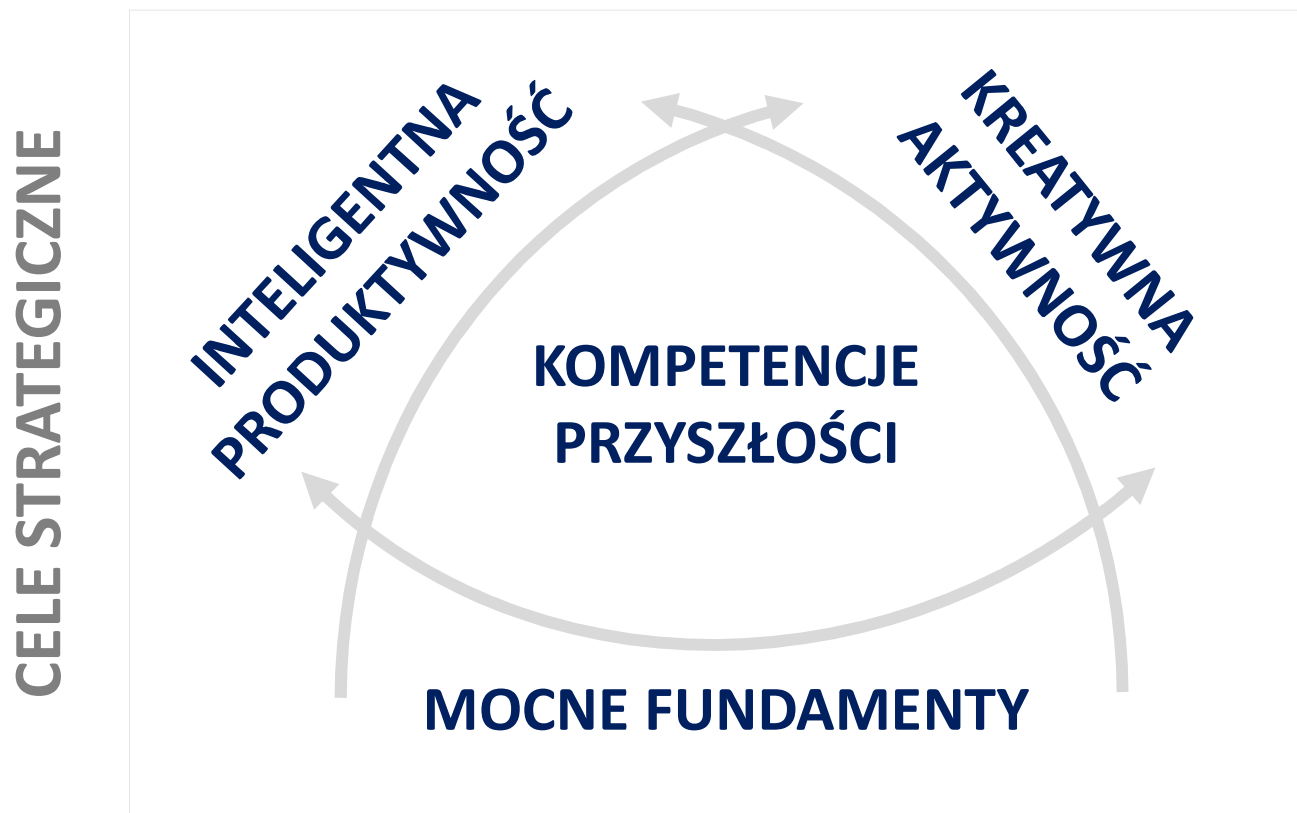 CELE STRATEGICZNE
INTELIGENTNA
PRODUKTYWNOŚĆ
KREATYWNA
AKTYWNOŚĆ
KOMPETENCJE
PRZYSZŁOŚCI
MOCNE FUNDAMENTY